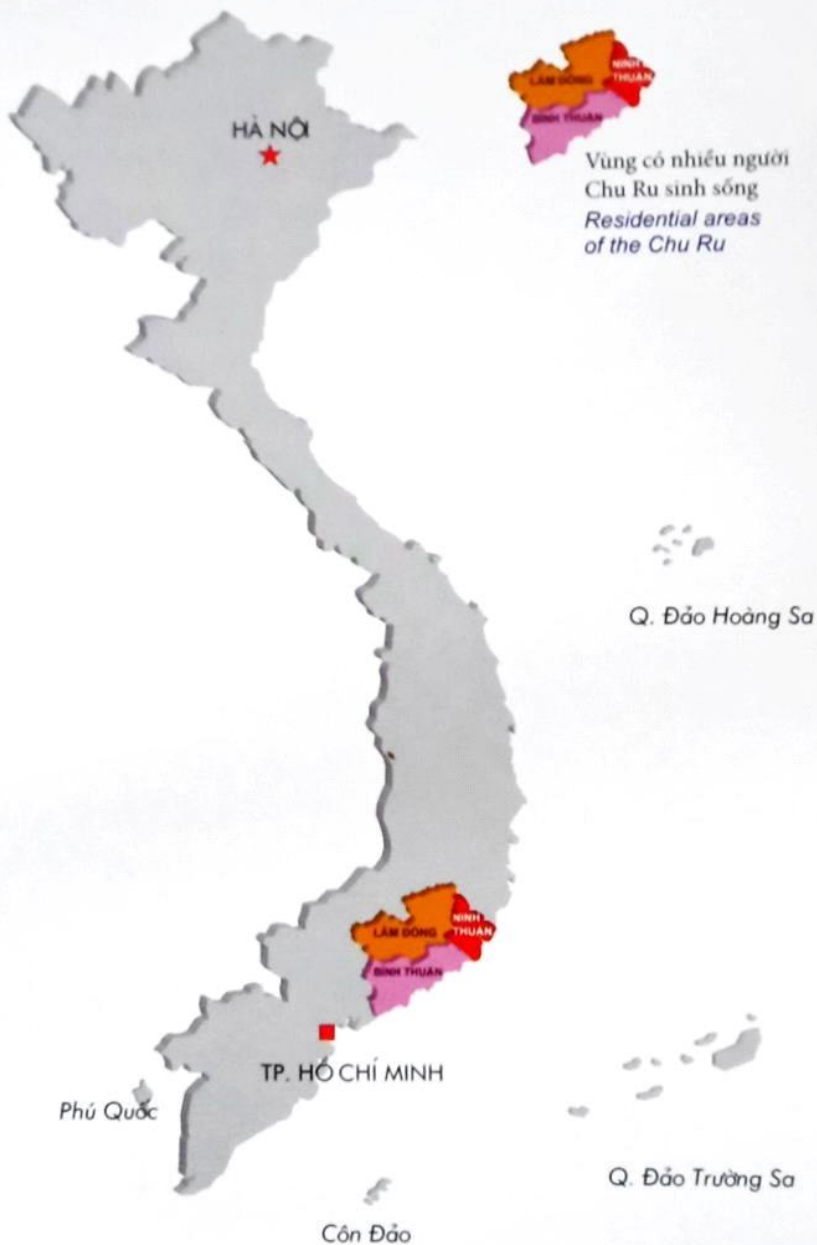 HÀ NỘI
LÂM ĐỒNG
NINH
THUẬN
BÌNH THUẬN
Vùng có nhiều người
Chu Ru sinh sống
Residential areas
of the Chu Ru
Q. Đảo Hoàng Sa
LÂM ĐỒNG
NINH
THUẬN
BÌNH THUẬN
TP. HỒ CHÍ MINH
Phú Quốc
Q. Đảo Trường Sa
Côn Đảo